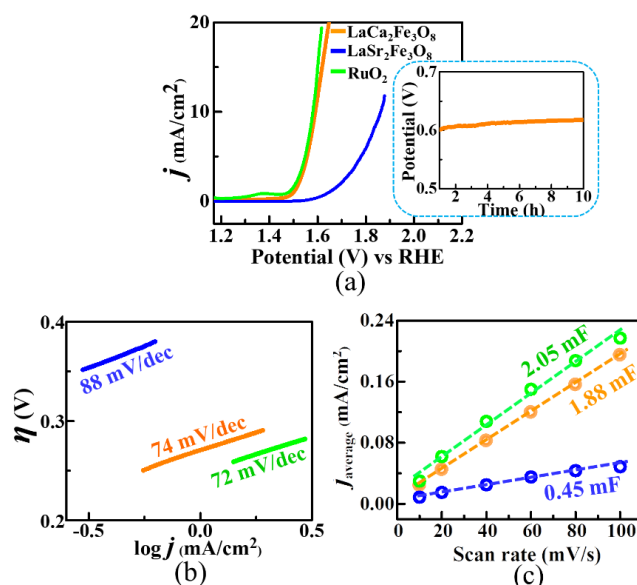 20
10
0
j (mA/cm²)
LaCa₂Fe₃O₈
LaSr₂Fe₃O₈
RuO₂
1.2 1.4 1.6 1.8 2.0 2.2
Potential (V) vs RHE
0.7
0.6
0.5
Potential (V)
2 4 6 8 10
Time (h)
(a)
0.4
0.3
0.2
η (V)
88 mV/dec
74 mV/dec
72 mV/dec
-0.5 0.0 0.5
log j (mA/cm²)
(b)
0.24
0.16
0.08
0.00
javerage (mA/cm²)
2.05 mF
1.88 mF
0.45 mF
20 40 60 80 100
Scan rate (mV/s)
(c)